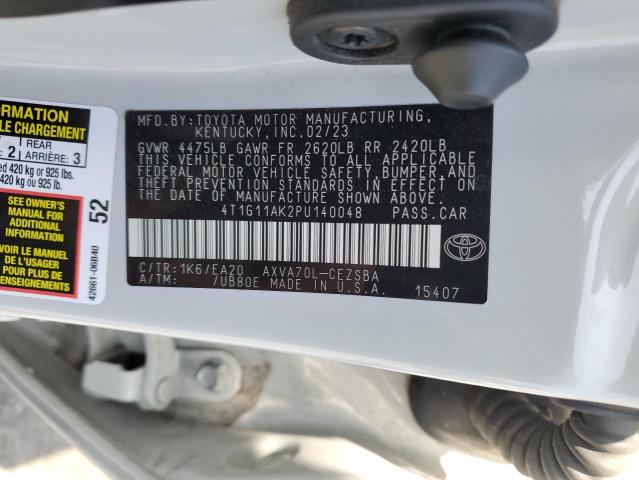 MFD.BY:TOYOTA MOTOR MANUFACTURING,
KENTUCKY,INC.02/23
GVWR 4475LB GAWR FR 2620LB RR 2420LB
THIS VEHICLE CONFORMS TO ALL APPLICABLE
FEDERAL MOTOR VEHICLE SAFETY,BUMPER,AND
THEFT PREVENTION STANDARDS IN EFFECT
ON THE DATE OF MANUFACTURE SHOWN ABOVE.
4T1G11AK2PU140048 PASS.CAR
C/TR:1K6/EA20 AXVA70L-CEZSBA
A/TM: /UB80E MADE IN U.S.A. 15407
TOYOTA
FORMATION
LE CHARGEMENT
2 REAR 3
ARRIÈRE:
ed 420 kg or 925 lbs.
420 kg ou 925 lb.
SEE OWNER'S
MANUAL FOR
ADDITIONAL
INFORMATION
VOIR LE MANUEL
DE L'USAGER
POUR PLUS DE
RENSEIGNEMENTS
52
42661-06B40